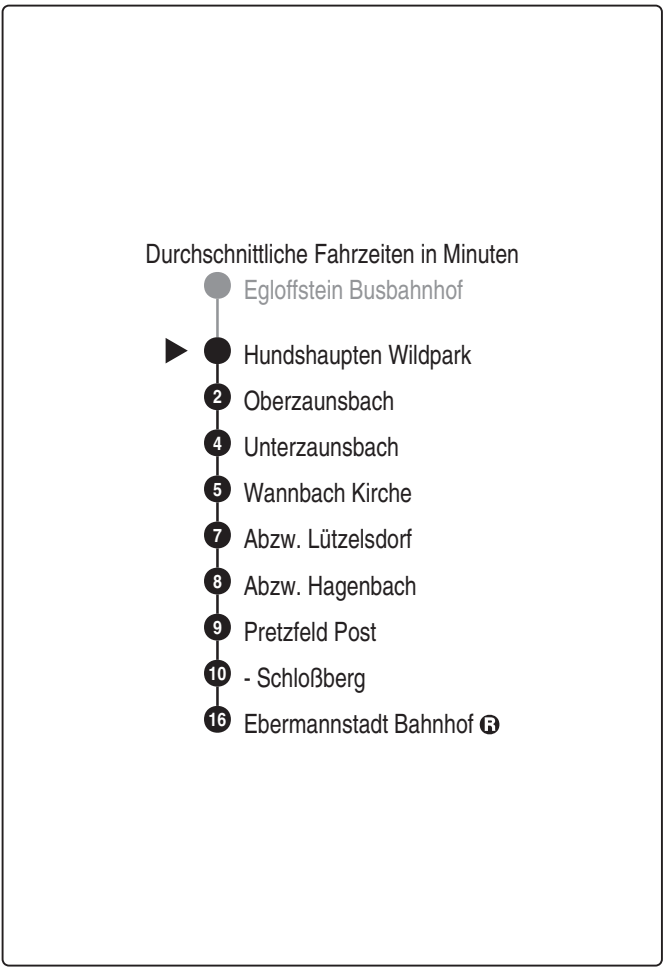 Durchschnittliche Fahrzeiten in Minuten
Egloffstein Busbahnhof
Hundshaupten Wildpark
2 Oberzaunsbach
4 Unterzaunsbach
5 Wannbach Kirche
7 Abzw. Lützelsdorf
8 Abzw. Hagenbach
9 Pretzfeld Post
10 - Schloßberg
16 Ebermannstadt Bahnhof R